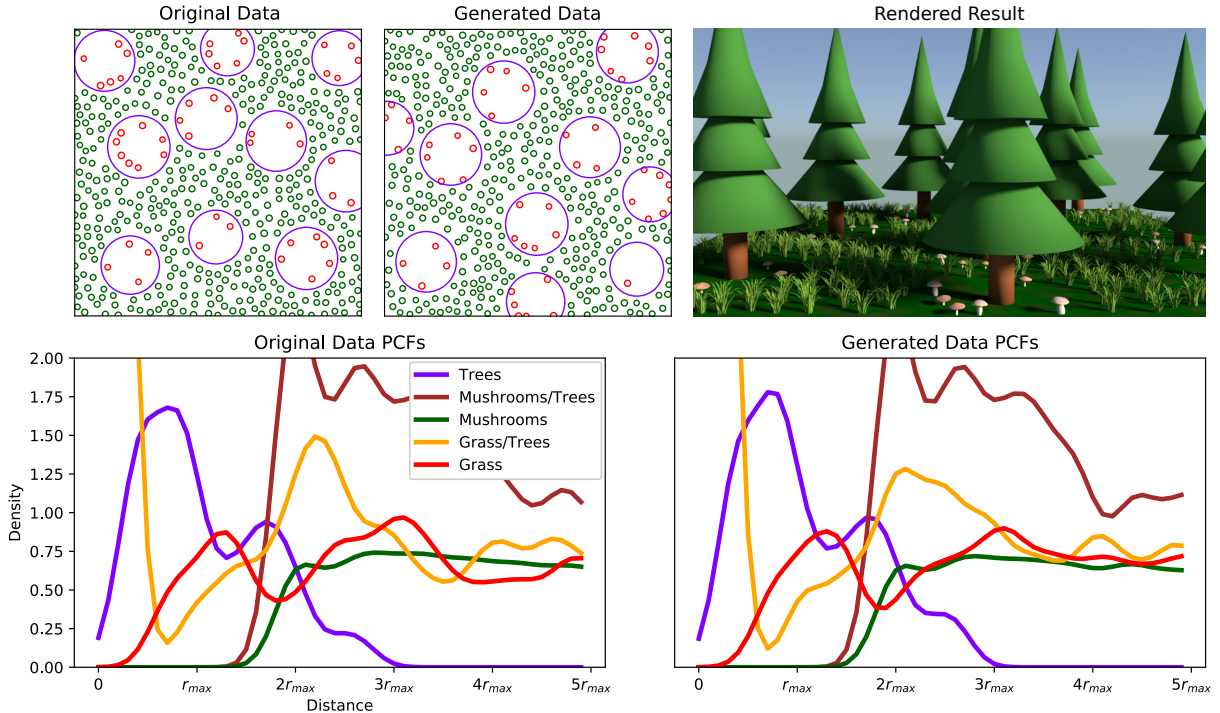 Original Data
Generated Data
Rendered Result
Original Data PCFs
Generated Data PCFs
2.00
1.75
1.50
1.25
1.00
0.75
0.50
0.25
0.00
Density
Trees
Mushrooms/Trees
Mushrooms
Grass/Trees
Grass
0
r_max
2r_max
3r_max
4r_max
5r_max
Distance
0
r_max
2r_max
3r_max
4r_max
5r_max